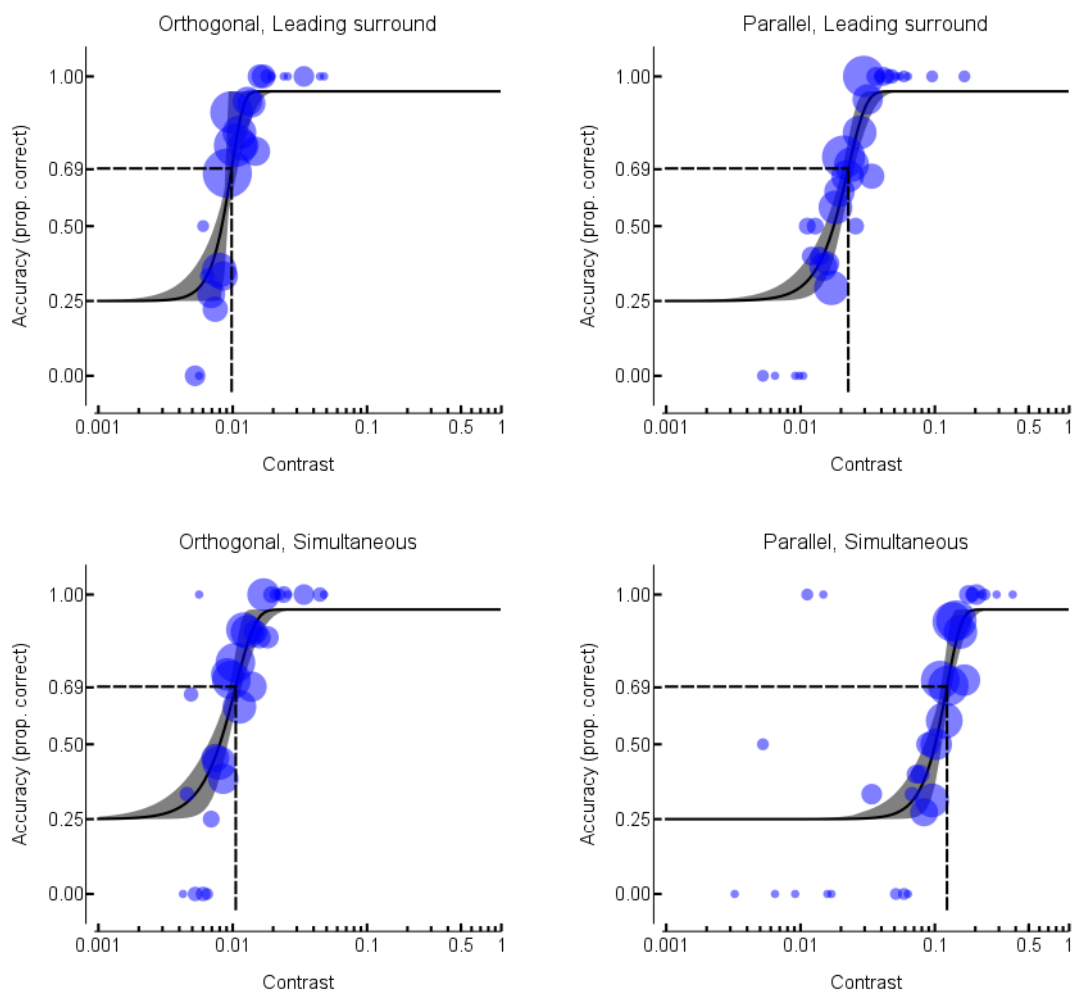 Orthogonal, Leading surround
Accuracy (prop. correct)
1.00
0.69
0.50
0.25
0.00
0.001 0.01 0.1 0.5 1
Contrast
Parallel, Leading surround
Accuracy (prop. correct)
1.00
0.69
0.50
0.25
0.00
0.001 0.01 0.1 0.5 1
Contrast
Orthogonal, Simultaneous
Accuracy (prop. correct)
1.00
0.69
0.50
0.25
0.00
0.001 0.01 0.1 0.5 1
Contrast
Parallel, Simultaneous
Accuracy (prop. correct)
1.00
0.69
0.50
0.25
0.00
0.001 0.01 0.1 0.5 1
Contrast